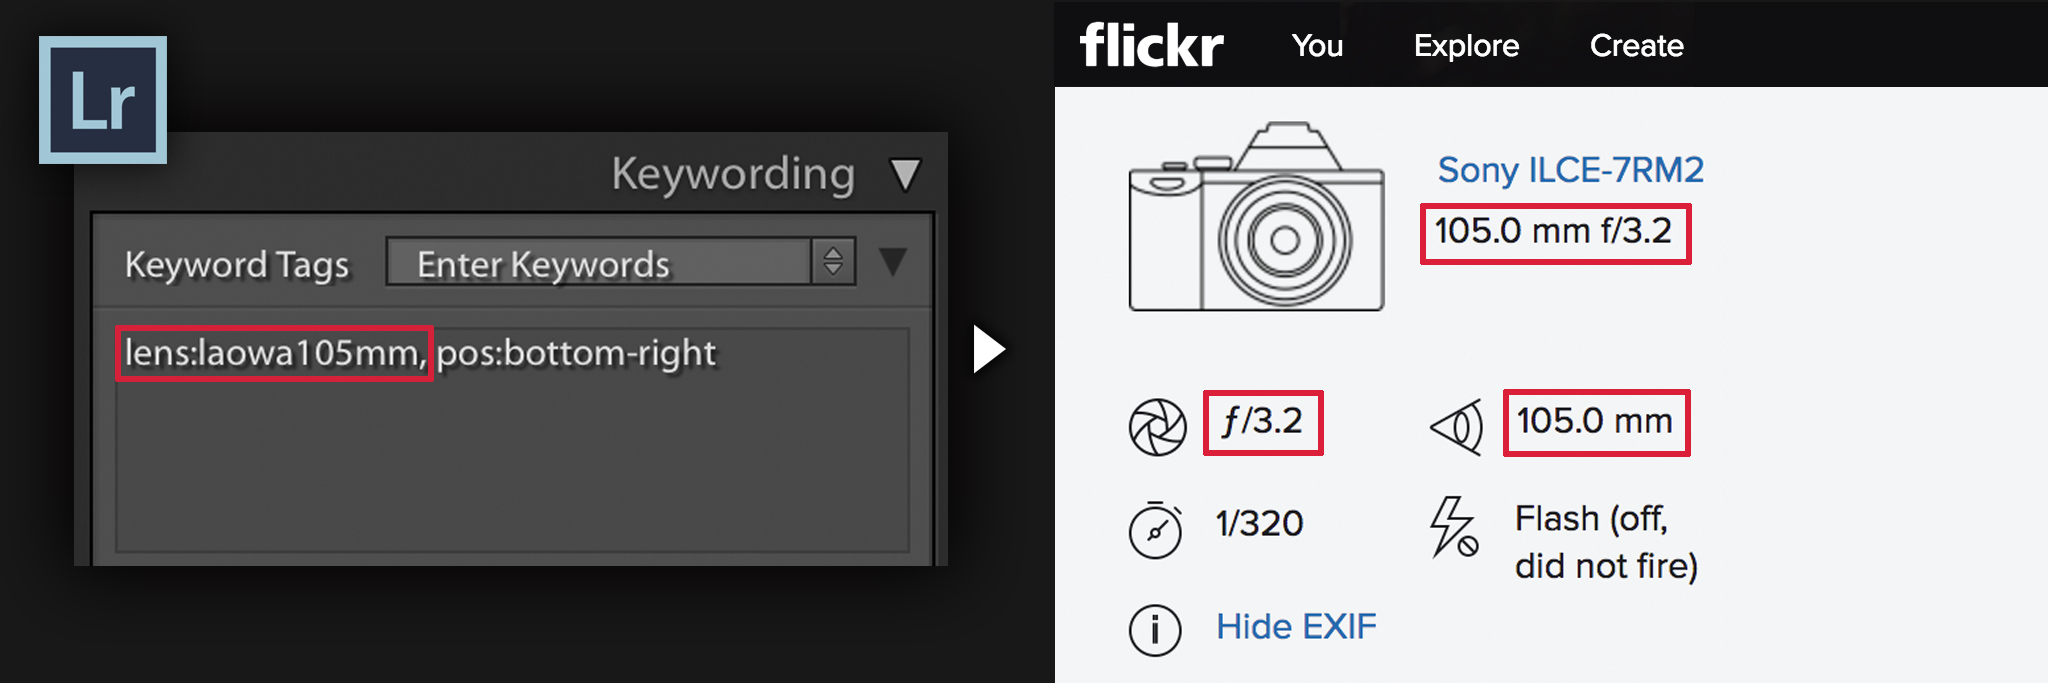 Lr
Keywording
Keyword Tags Enter Keywords
lens:laowa105mm, pos:bottom-right
flickr You Explore Create
Sony ILCE-7RM2
105.0 mm f/3.2
ƒ/3.2 105.0 mm
1/320 Flash (off,
did not fire)
i Hide EXIF